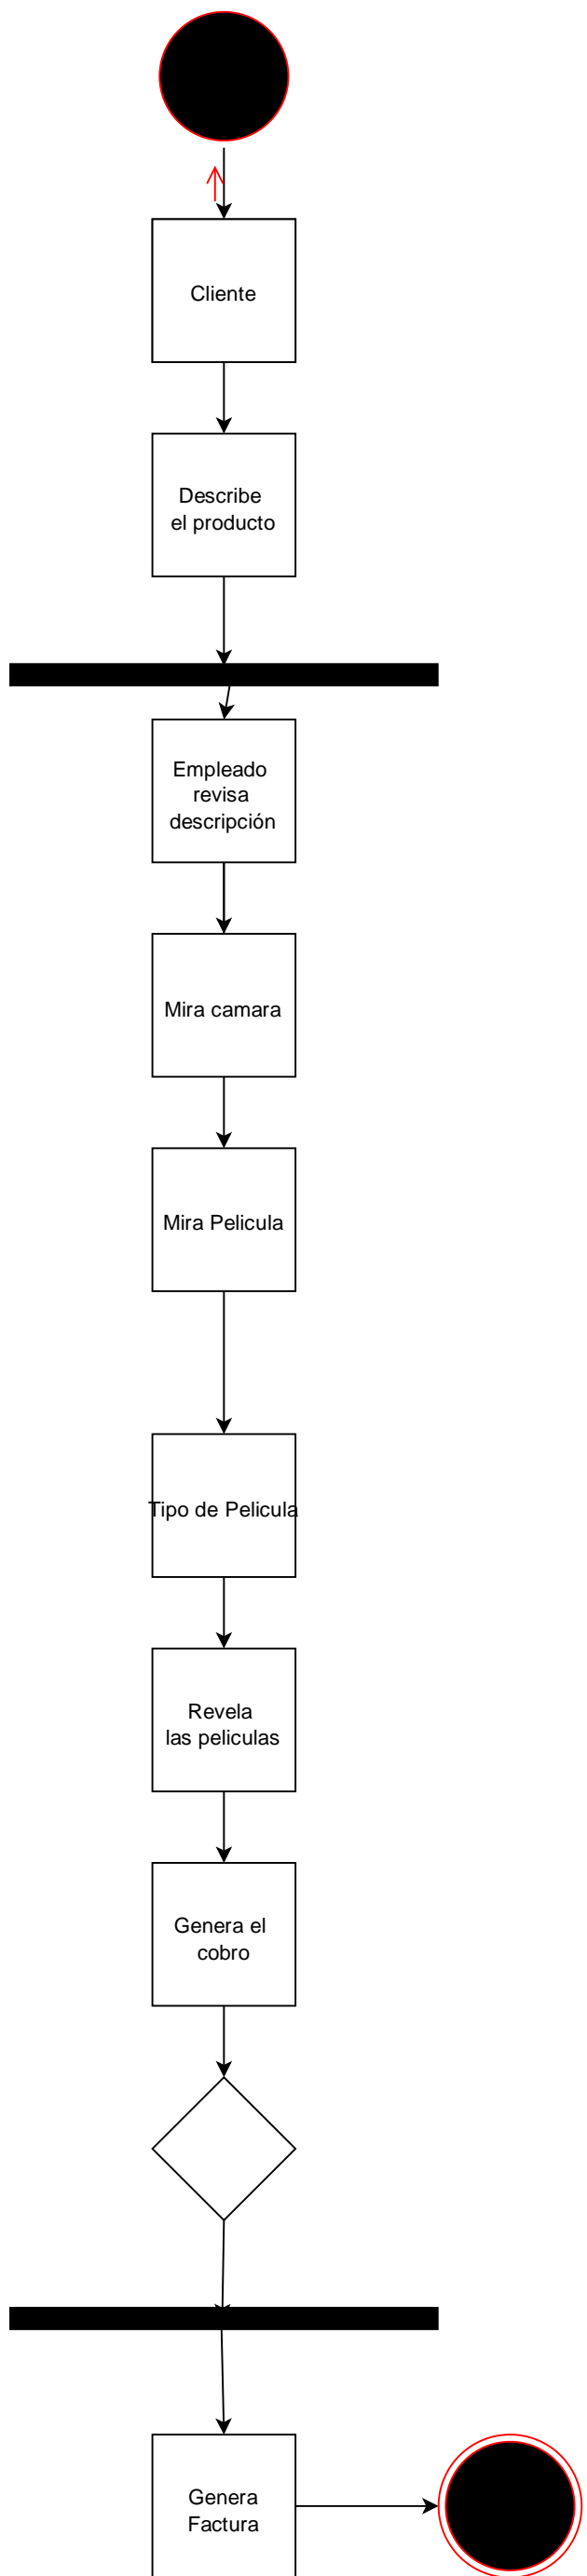 Cliente
Describe
el producto
Empleado
revisa
descripción
Mira camara
Mira Pelicula
Tipo de Pelicula
Revela
las peliculas
Genera el
cobro
Genera
Factura